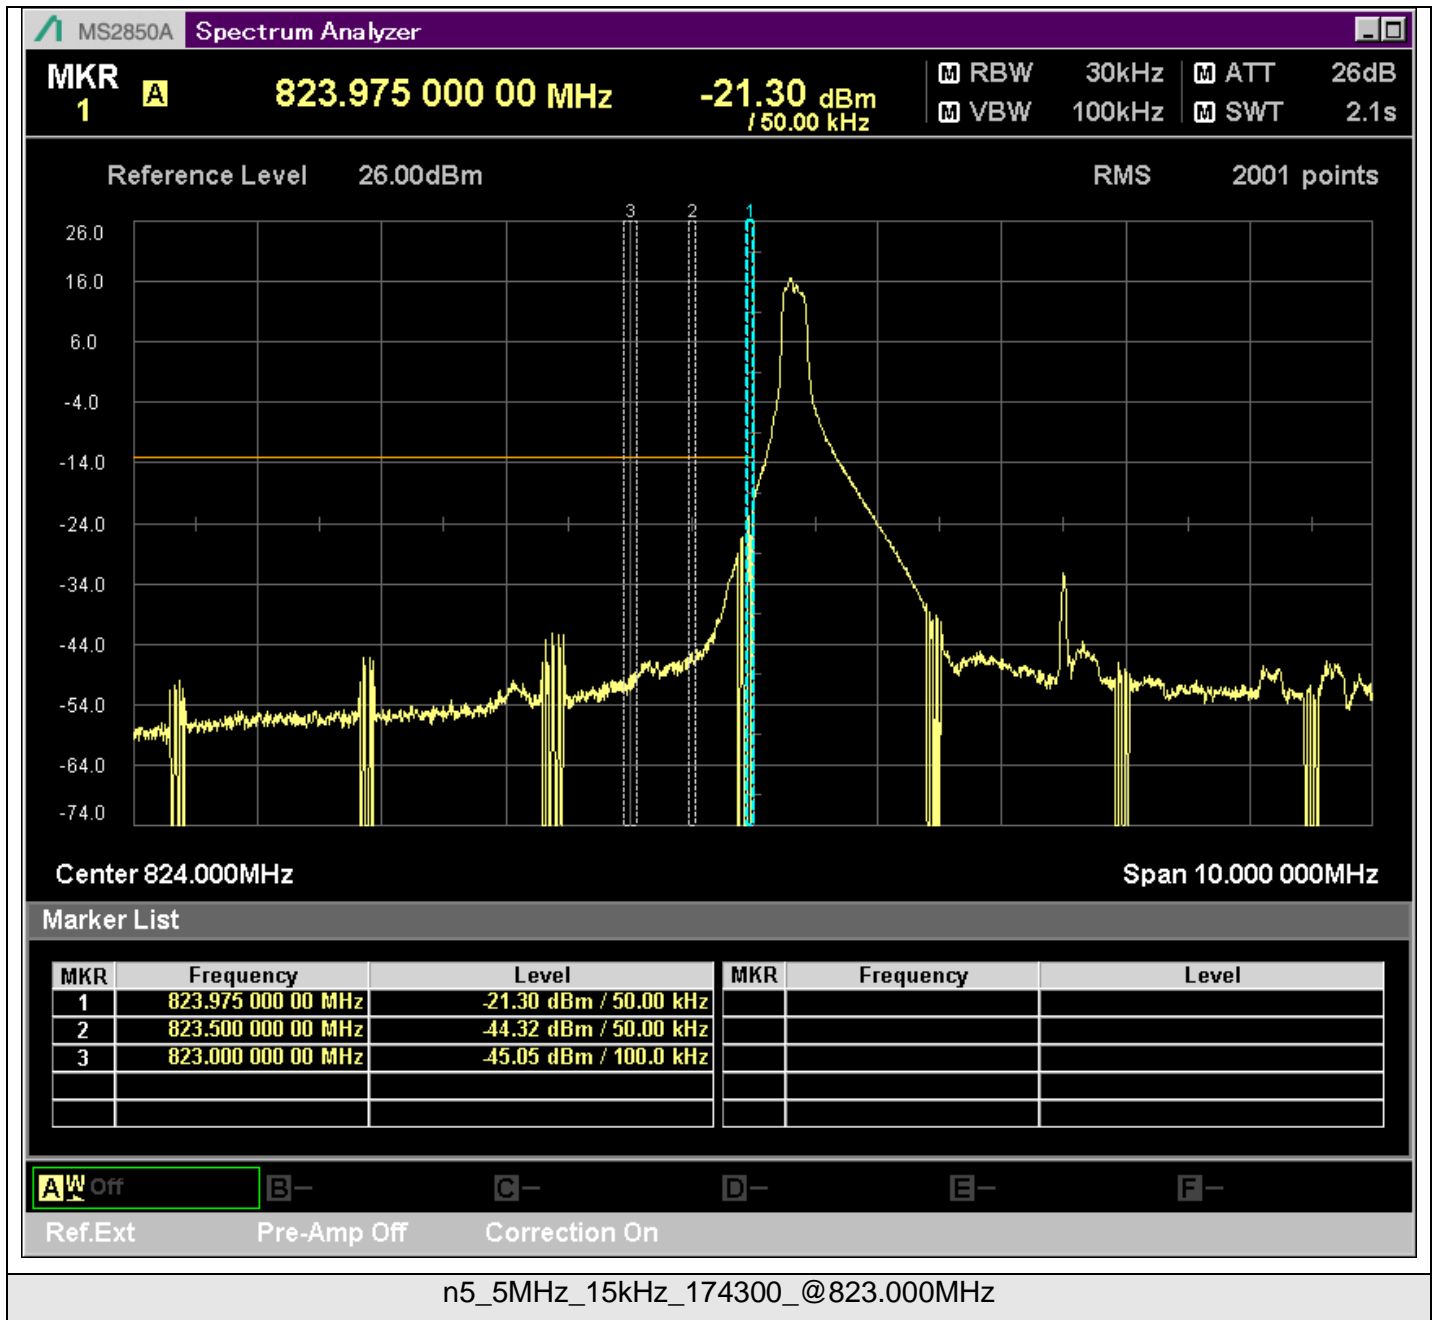 MS2850A Spectrum Analyzer
MKR 1 A 823.975 000 00 MHz -21.30 dBm / 50.00 kHz
M RBW 30kHz M ATT 26dB
M VBW 100kHz M SWT 2.1s
Reference Level 26.00dBm RMS 2001 points
3 2 1
26.0
16.0
6.0
-4.0
-14.0
-24.0
-34.0
-44.0
-54.0
-64.0
-74.0
Center 824.000MHz Span 10.000 000MHz
Marker List
MKR Frequency Level MKR Frequency Level
1 823.975 000 00 MHz -21.30 dBm / 50.00 kHz
2 823.500 000 00 MHz -44.32 dBm / 50.00 kHz
3 823.000 000 00 MHz -45.05 dBm / 100.0 kHz
A W Off B- C- D- E- F-
Ref.Ext Pre-Amp Off Correction On
n5_5MHz_15kHz_174300_@823.000MHz